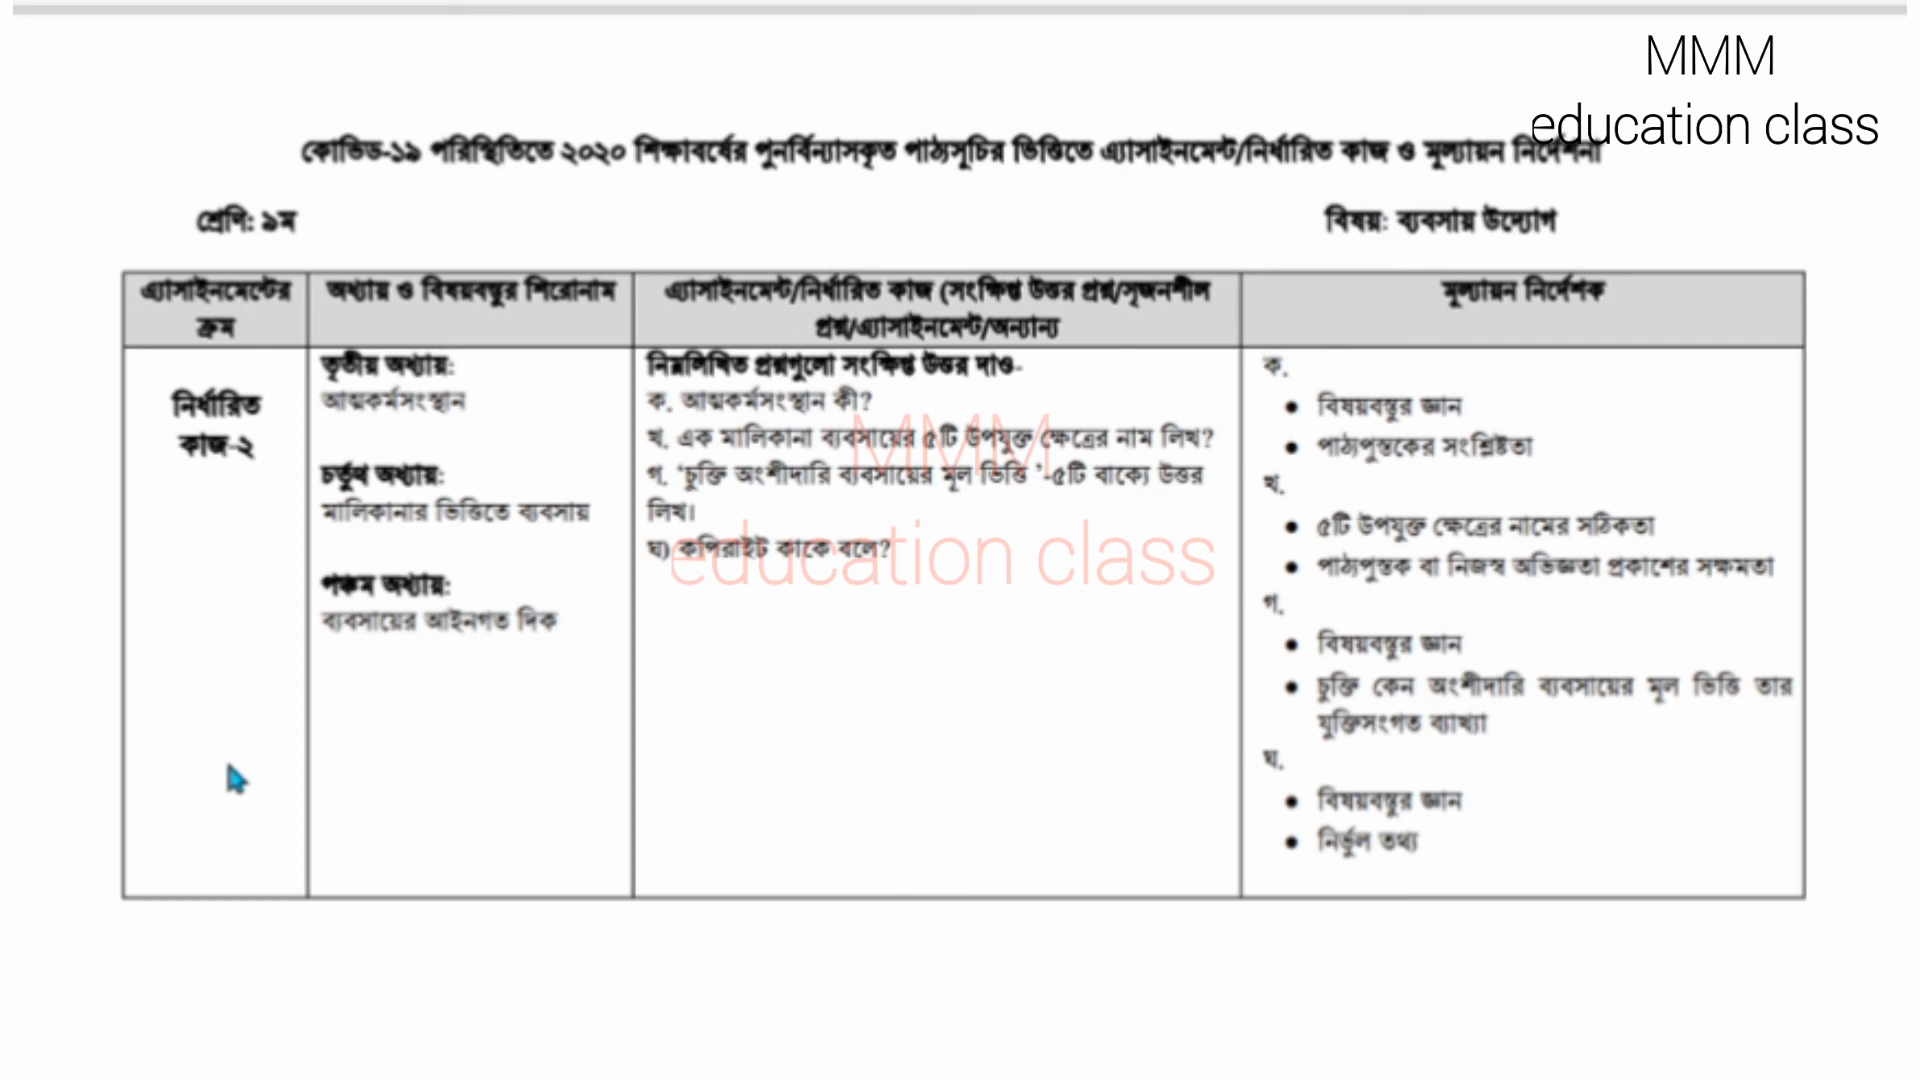 MMM
education class
কোভিড-১৯ পরিস্থিতিতে ২০২০ শিক্ষাবর্ষের পুনর্বিন্যাসকৃত পাঠ্যসূচির ভিত্তিতে এ্যাসাইনমেন্ট/নির্ধারিত কাজ ও মূল্যায়ন নির্দেশনা
শ্রেণি: ৯ম
বিষয়: ব্যবসায় উদ্যোগ
এ্যাসাইনমেন্টের
ক্রম
অধ্যায় ও বিষয়বস্তুর শিরোনাম
এ্যাসাইনমেন্ট/নির্ধারিত কাজ (সংক্ষিপ্ত উত্তর প্রশ্ন/সৃজনশীল
প্রশ্ন/এ্যাসাইনমেন্ট/অন্যান্য
মূল্যায়ন নির্দেশক
নির্ধারিত
কাজ-২
তৃতীয় অধ্যায়:
আত্মকর্মসংস্থান
চর্তুথ অধ্যায়:
মালিকানার ভিত্তিতে ব্যবসায়
পঞ্চম অধ্যায়:
ব্যবসায়ের আইনগত দিক
নিম্নলিখিত প্রশ্নগুলো সংক্ষিপ্ত উত্তর দাও-
ক. আত্মকর্মসংস্থান কী?
খ. এক মালিকানা ব্যবসায়ের ৫টি উপযুক্ত ক্ষেত্রের নাম লিখ?
গ. ‘চুক্তি অংশীদারি ব্যবসায়ের মূল ভিত্তি ’-৫টি বাক্যে উত্তর
লিখ।
ঘ) কপিরাইট কাকে বলে?
MMM
education class
ক.
● বিষয়বস্তুর জ্ঞান
● পাঠ্যপুস্তকের সংশ্লিষ্টতা
খ.
● ৫টি উপযুক্ত ক্ষেত্রের নামের সঠিকতা
● পাঠ্যপুস্তক বা নিজস্ব অভিজ্ঞতা প্রকাশের সক্ষমতা
গ.
● বিষয়বস্তুর জ্ঞান
● চুক্তি কেন অংশীদারি ব্যবসায়ের মূল ভিত্তি তার
যুক্তিসংগত ব্যাখ্যা
ঘ.
● বিষয়বস্তুর জ্ঞান
● নির্ভুল তথ্য